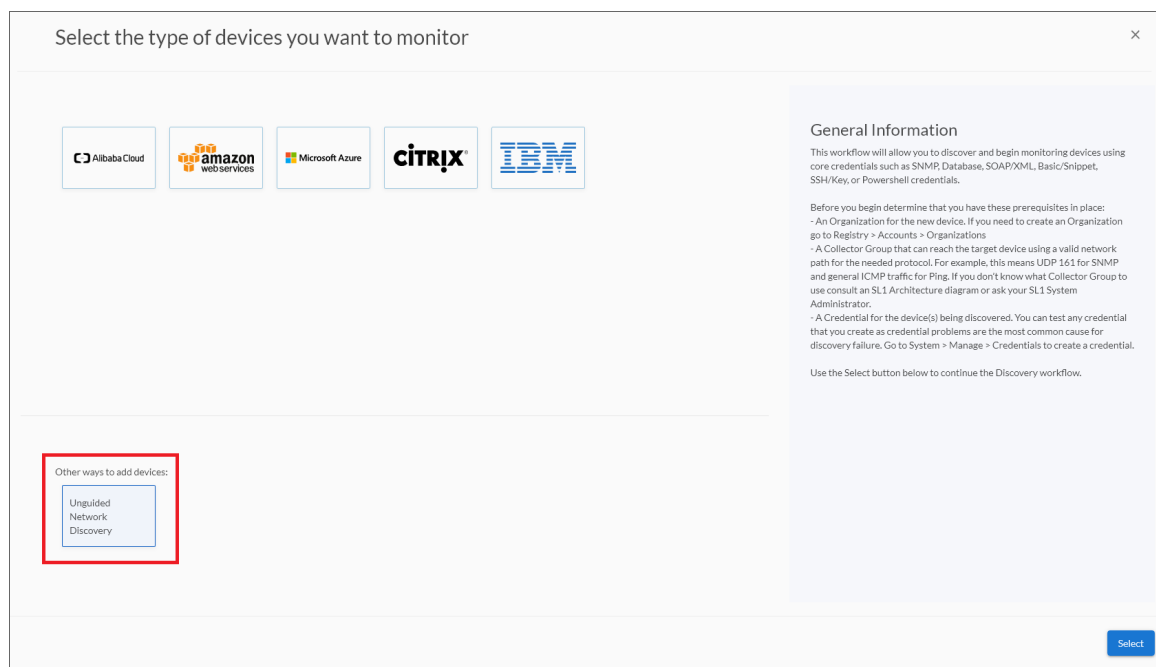 Select the type of devices you want to monitor
×
Alibaba Cloud
amazon
webservices
Microsoft Azure
CİTRIX®
IBM
General Information
This workflow will allow you to discover and begin monitoring devices using
core credentials such as SNMP, Database, SOAP/XML, Basic/Snippet,
SSH/Key, or Powershell credentials.
Before you begin determine that you have these prerequisites in place:
- An Organization for the new device. If you need to create an Organization
go to Registry > Accounts > Organizations
- A Collector Group that can reach the target device using a valid network
path for the needed protocol. For example, this means UDP 161 for SNMP
and general ICMP traffic for Ping. If you don't know what Collector Group to
use consult an SL1 Architecture diagram or ask your SL1 System
Administrator.
- A Credential for the device(s) being discovered. You can test any credential
that you create as credential problems are the most common cause for
discovery failure. Go to System > Manage > Credentials to create a credential.
Use the Select button below to continue the Discovery workflow.
Other ways to add devices:
Unguided
Network
Discovery
Select